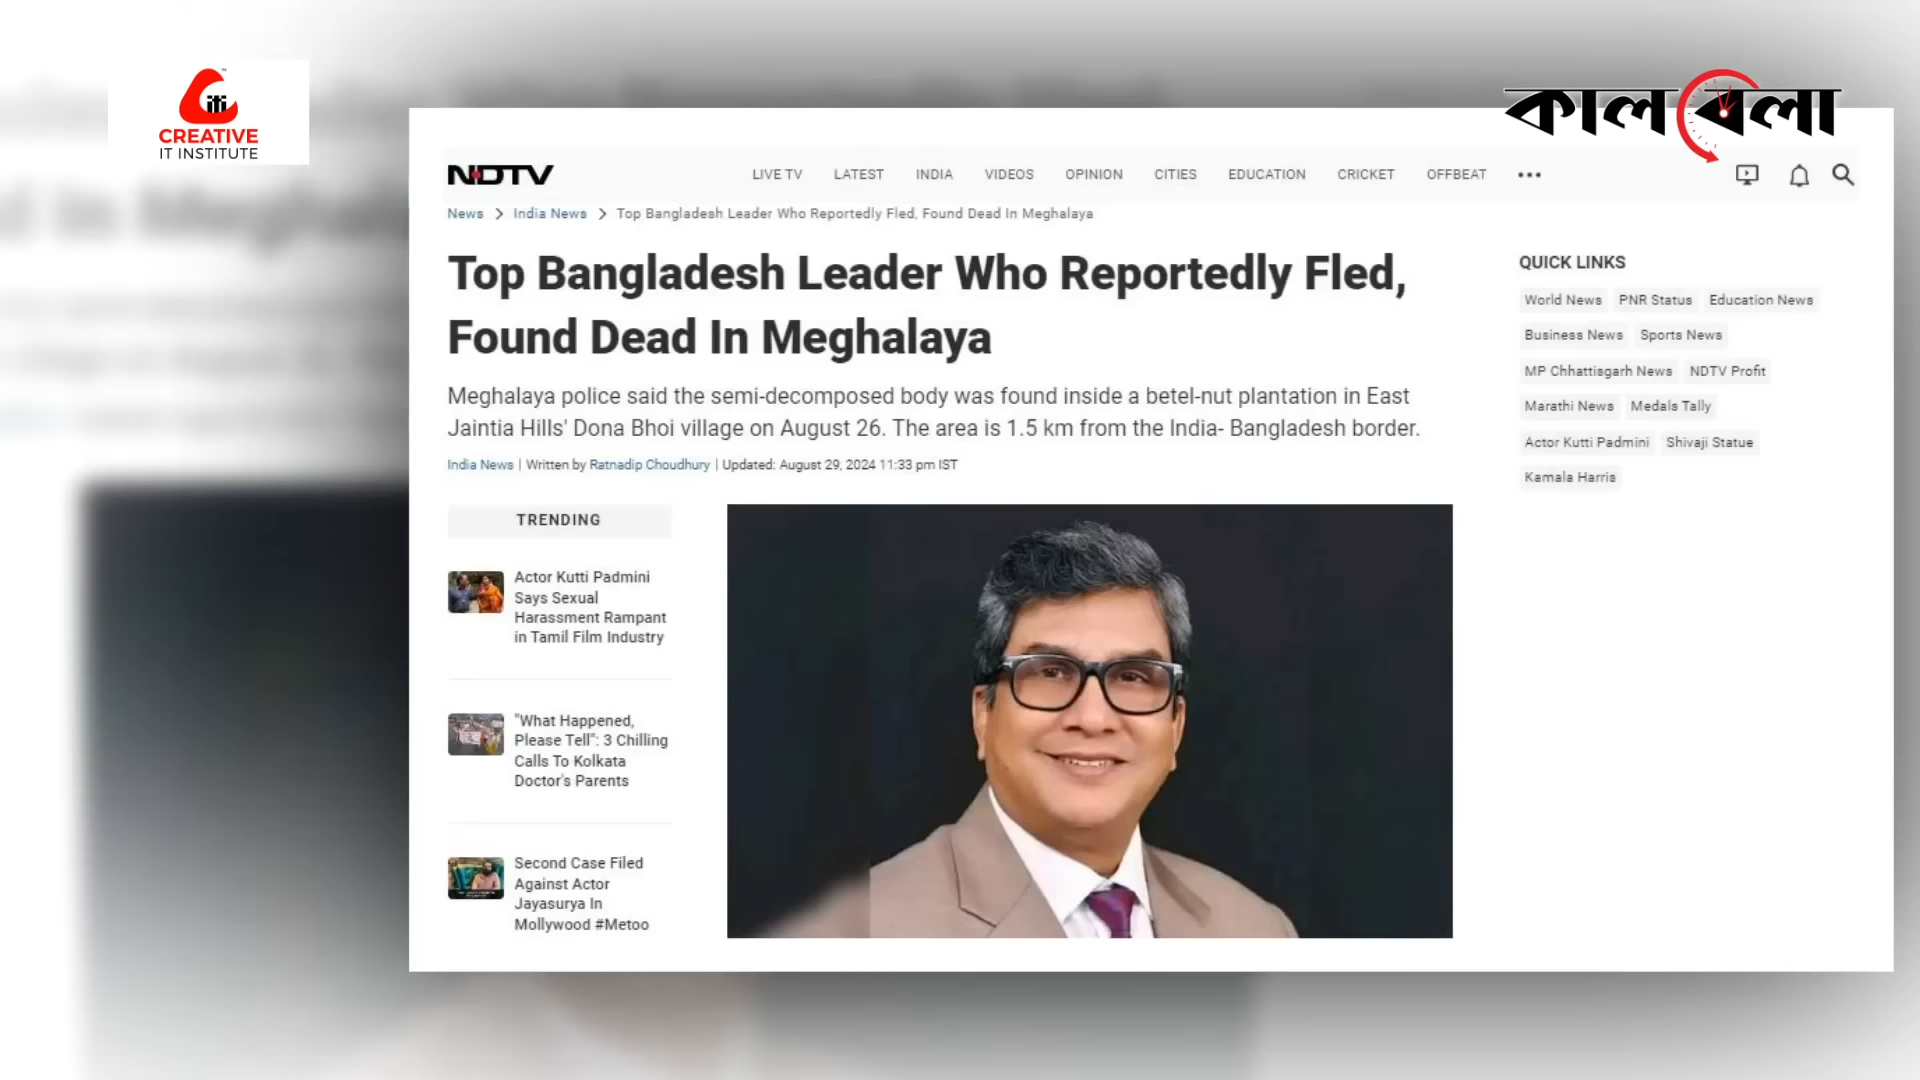 CREATIVE
IT INSTITUTE
কালবেলা
NDTV
LIVE TV LATEST INDIA VIDEOS OPINION CITIES EDUCATION CRICKET OFFBEAT
News > India News > Top Bangladesh Leader Who Reportedly Fled, Found Dead In Meghalaya
Top Bangladesh Leader Who Reportedly Fled,
Found Dead In Meghalaya
Meghalaya police said the semi-decomposed body was found inside a betel-nut plantation in East
Jaintia Hills' Dona Bhoi village on August 26. The area is 1.5 km from the India- Bangladesh border.
India News | Written by Ratnadip Choudhury | Updated: August 29, 2024 11:33 pm IST
TRENDING
Actor Kutti Padmini
Says Sexual
Harassment Rampant
in Tamil Film Industry
"What Happened,
Please Tell": 3 Chilling
Calls To Kolkata
Doctor's Parents
Second Case Filed
Against Actor
Jayasurya In
Mollywood #Metoo
QUICK LINKS
World News PNR Status Education News
Business News Sports News
MP Chhattisgarh News NDTV Profit
Marathi News Medals Tally
Actor Kutti Padmini Shivaji Statue
Kamala Harris